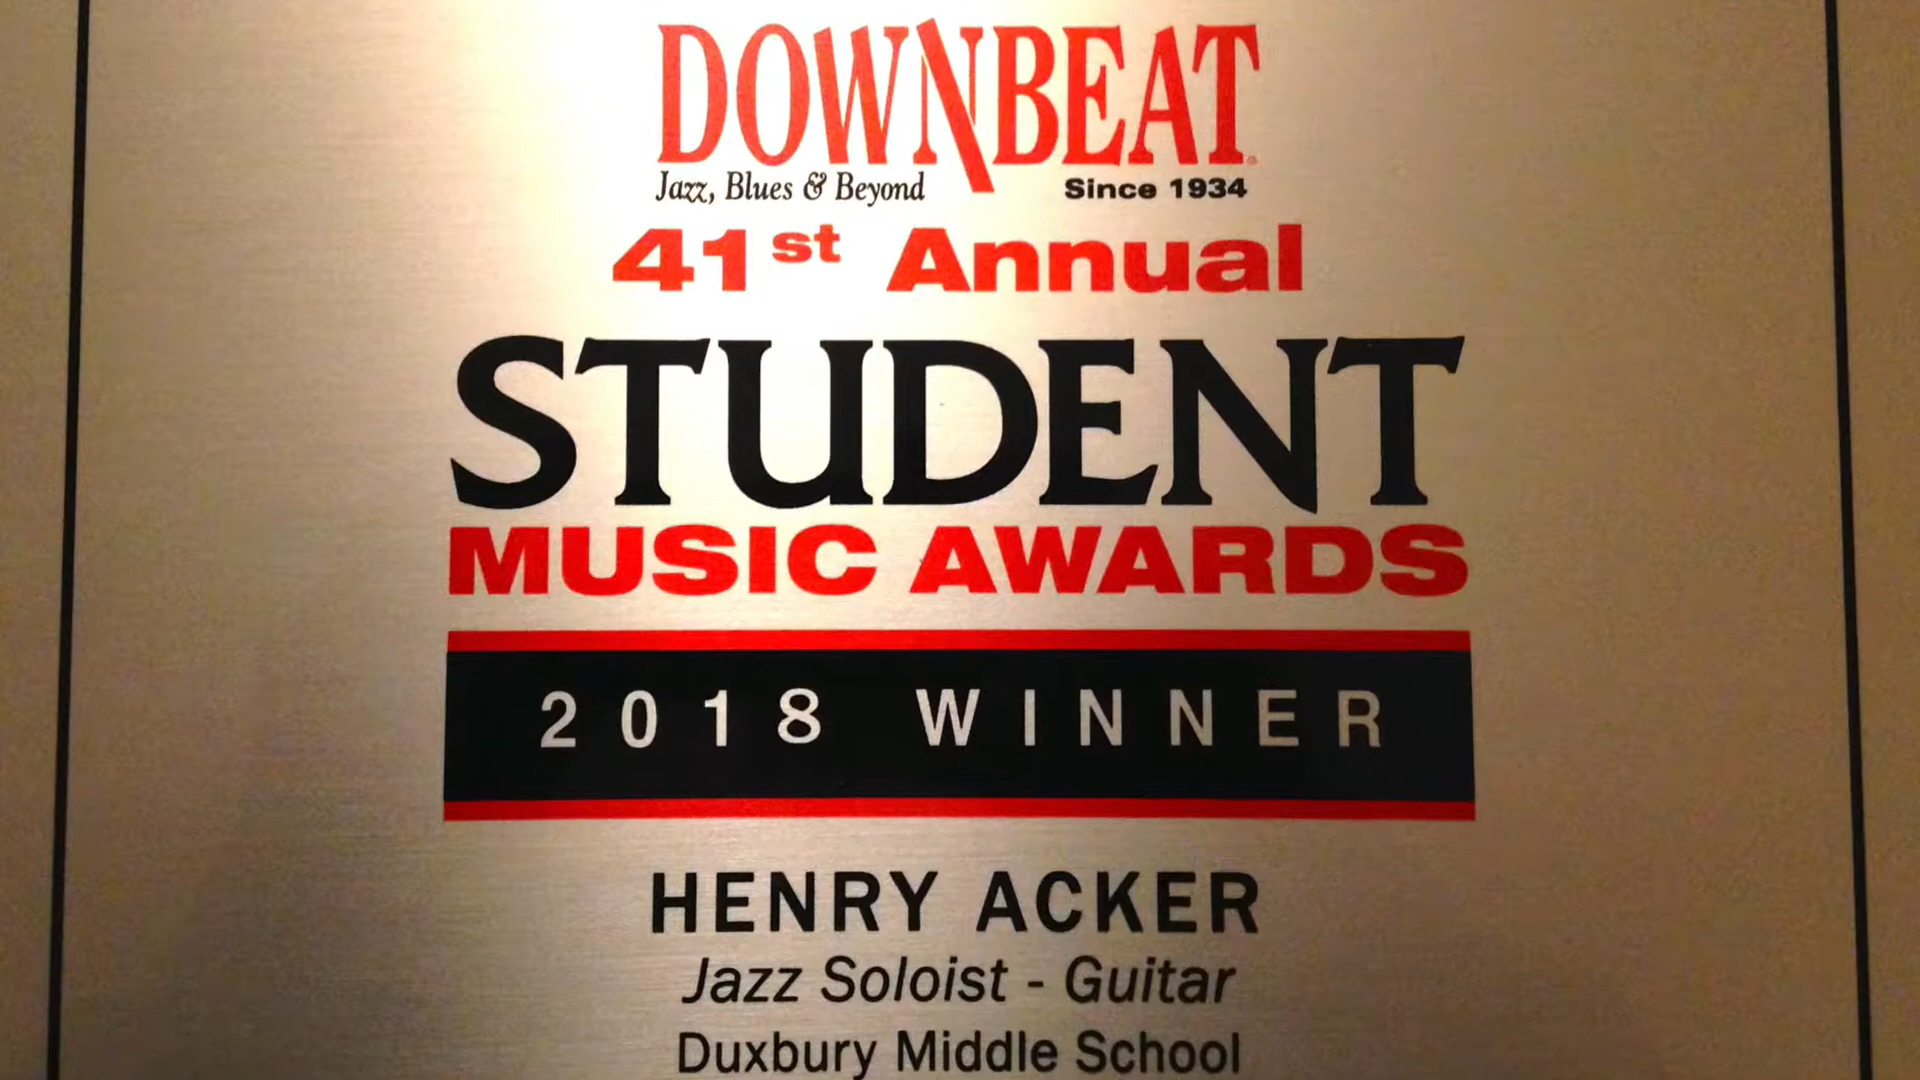 DOWNBEAT
Jazz, Blues & Beyond Since 1934
41st Annual
STUDENT
MUSIC AWARDS
2018 WINNER
HENRY ACKER
Jazz Soloist - Guitar
Duxbury Middle School